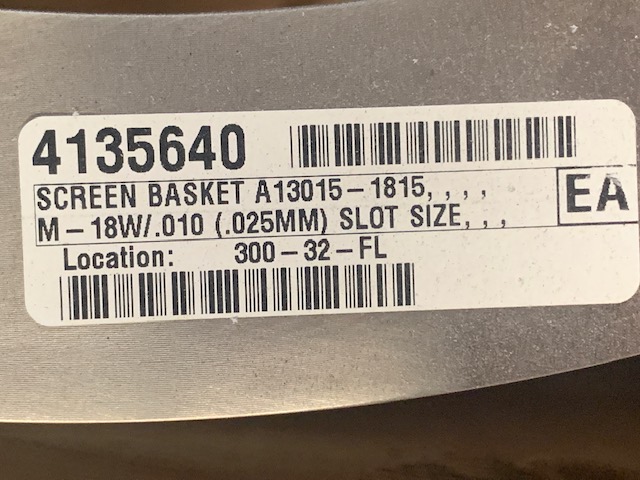 4135640
SCREEN BASKET A13015-1815, , , ,
M-18W/.010 (.025MM) SLOT SIZE, , ,
EA
Location: 300-32-FL